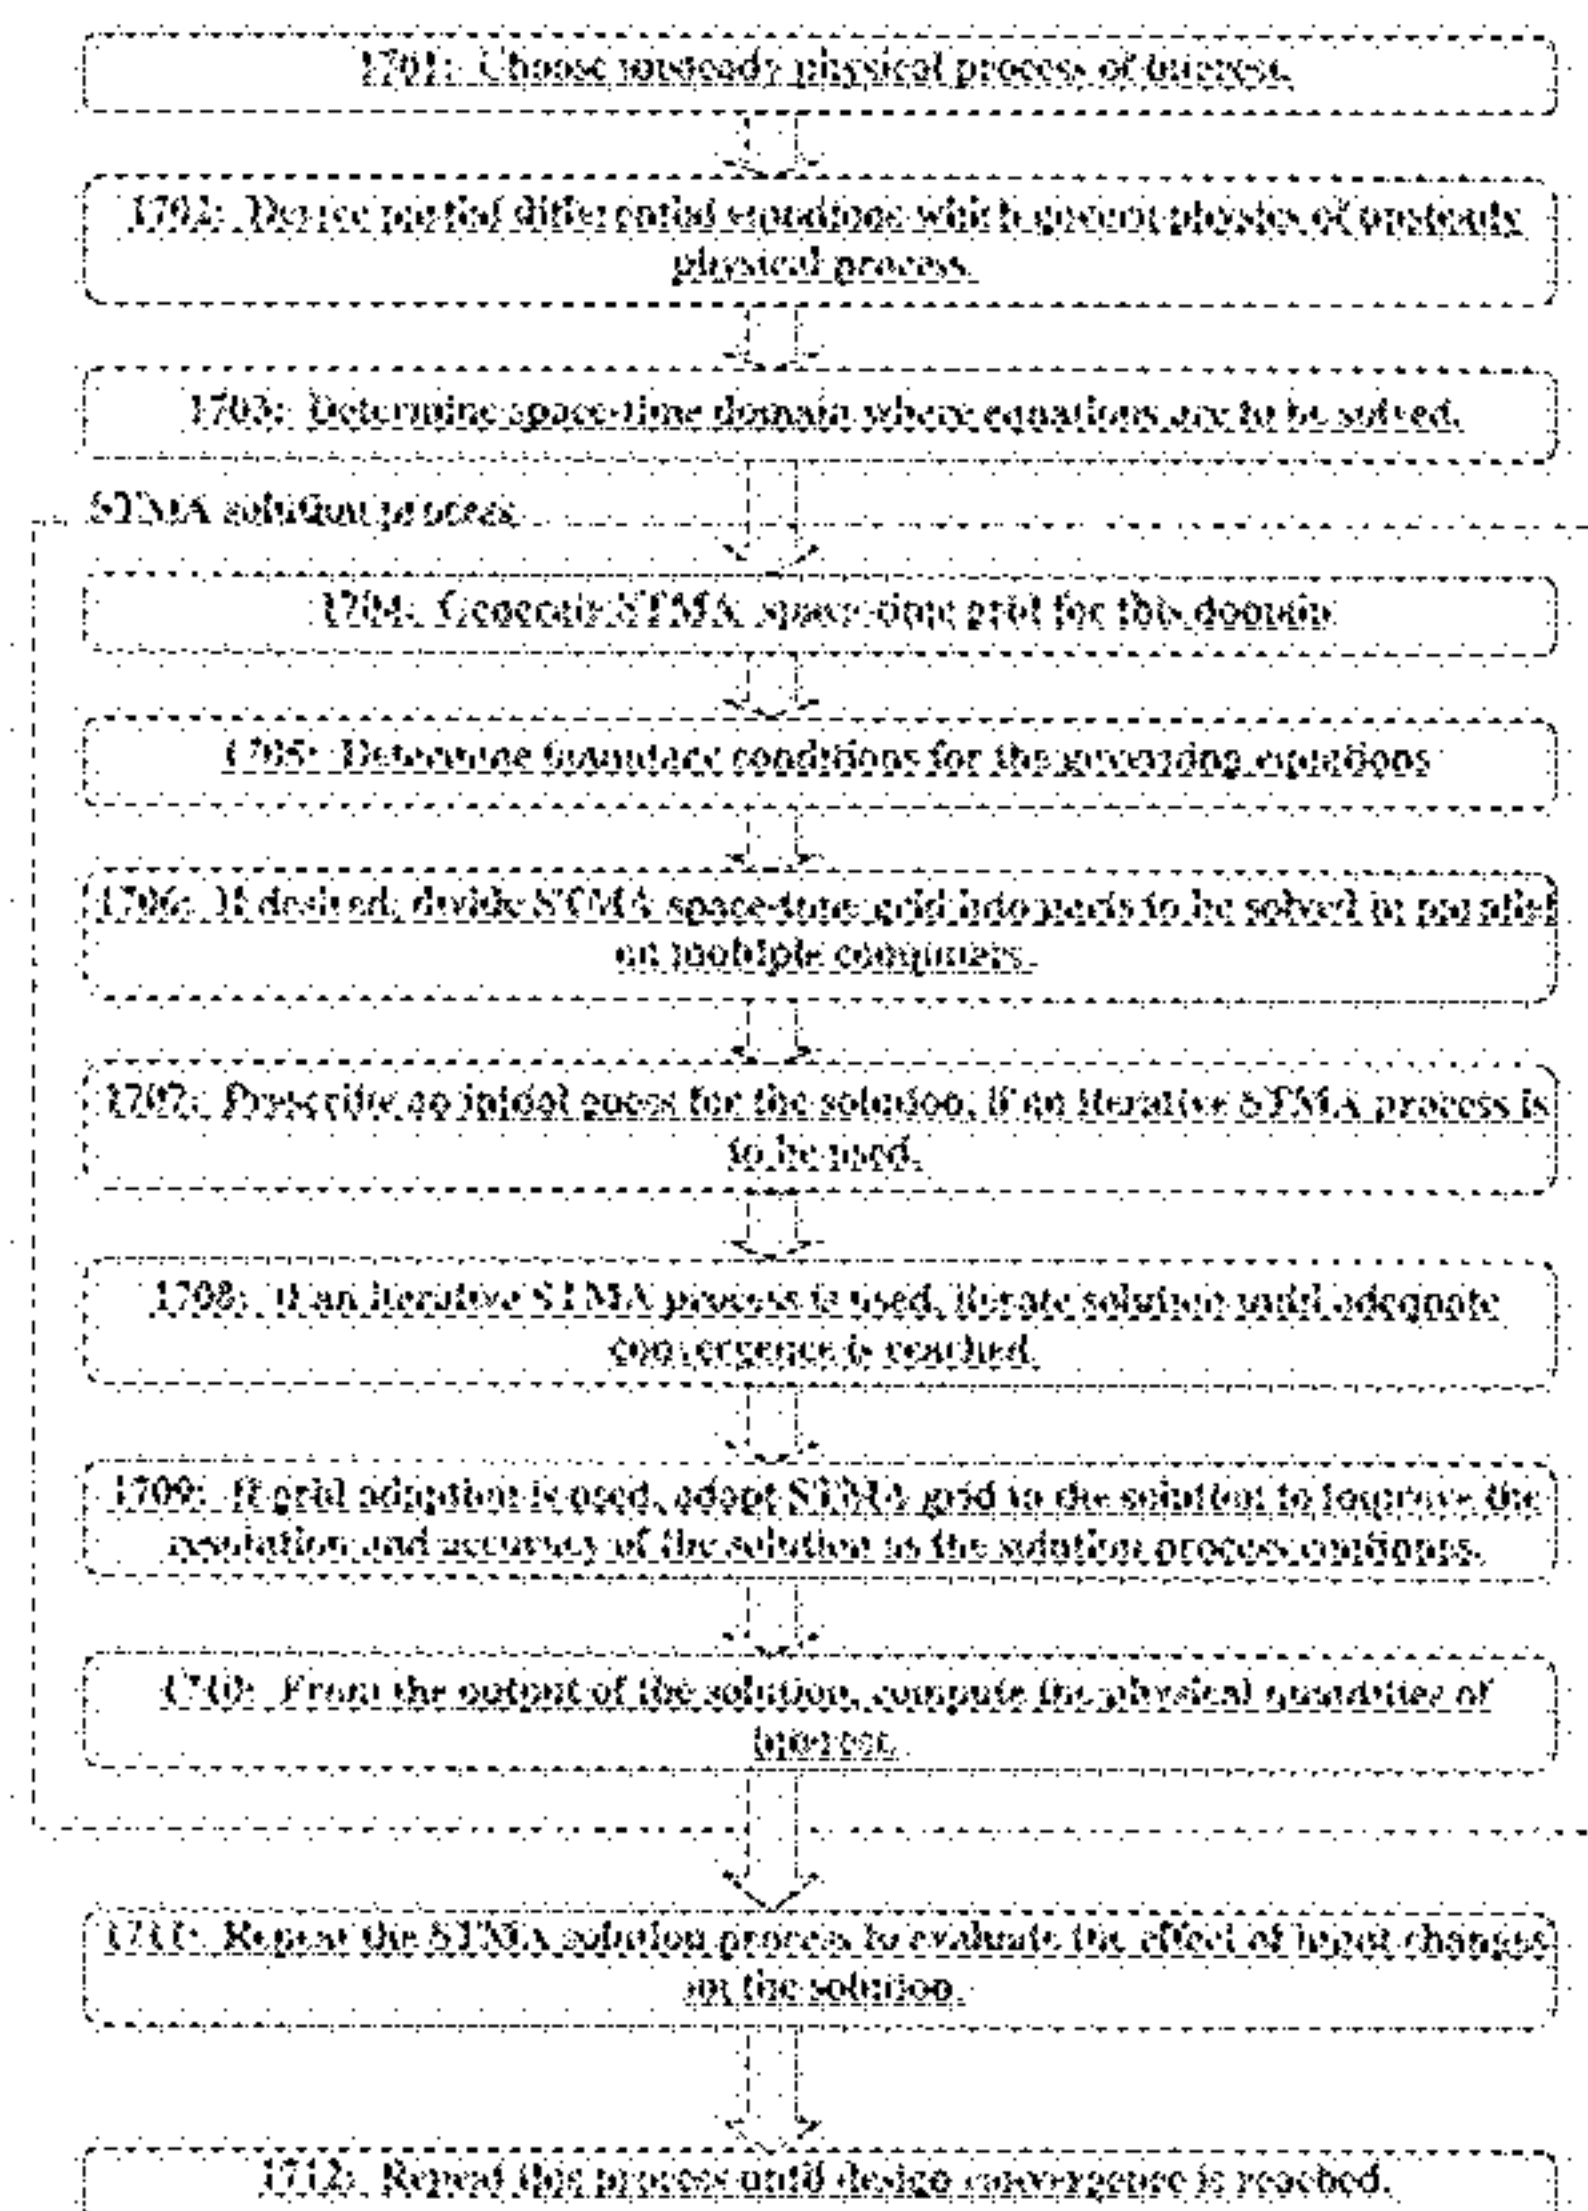 1701: Choose unsteady physical process of interest.
1702: Derive partial differential equations which govern physics of unsteady
physical process.
1703: Determine space-time domain where equations are to be solved.
STMA solution process
1704: Generate STMA space-time grid for this domain
1705: Determine boundary conditions for the governing equations
1706: If desired, divide STMA space-time grid into parts to be solved in parallel
on multiple computers.
1707: Prescribe an initial guess for the solution, if an iterative STMA process is
to be used.
1708: If an iterative STMA process is used, iterate solution until adequate
convergence is reached.
1709: If grid adaption is used, adapt STMA grid to the solution to improve the
resolution and accuracy of the solution as the solution process continues.
1710: From the output of the solution, compute the physical quantities of
interest.
1711: Repeat the STMA solution process to evaluate the effect of input changes
on the solution.
1712: Repeat this process until design convergence is reached.